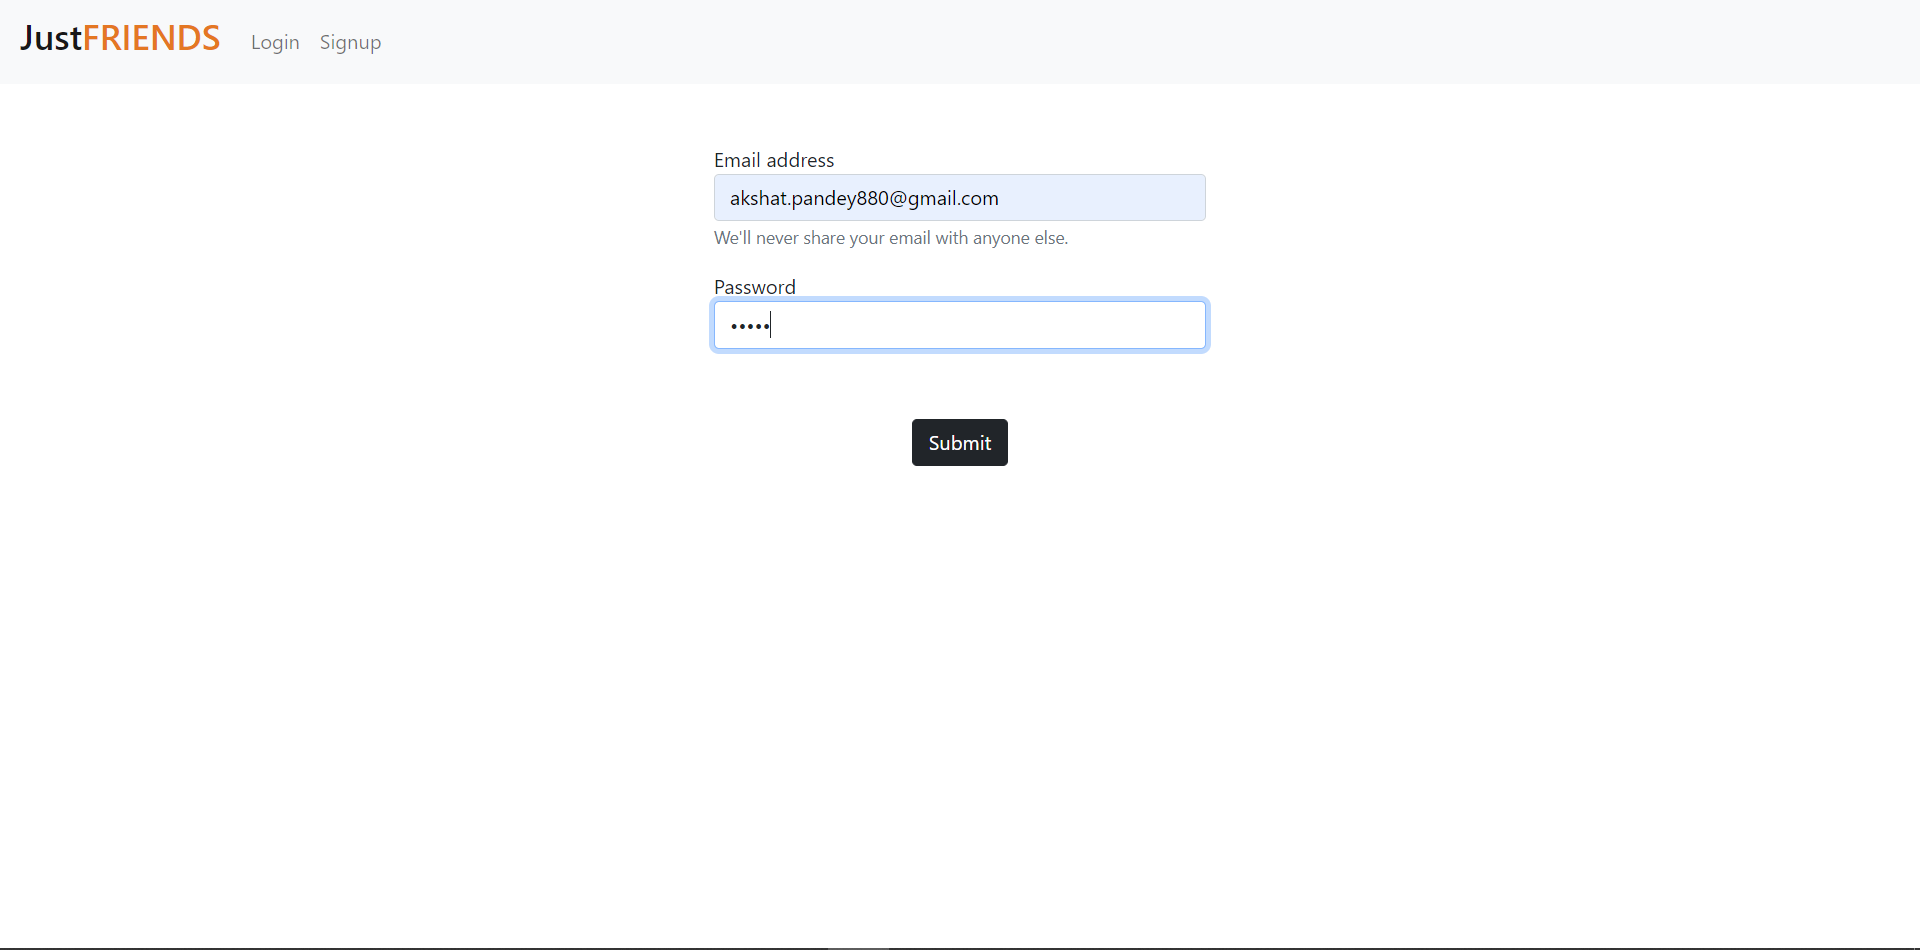 JustFRIENDS Login Signup
Email address
akshat.pandey880@gmail.com
We'll never share your email with anyone else.
Password
•••••
Submit